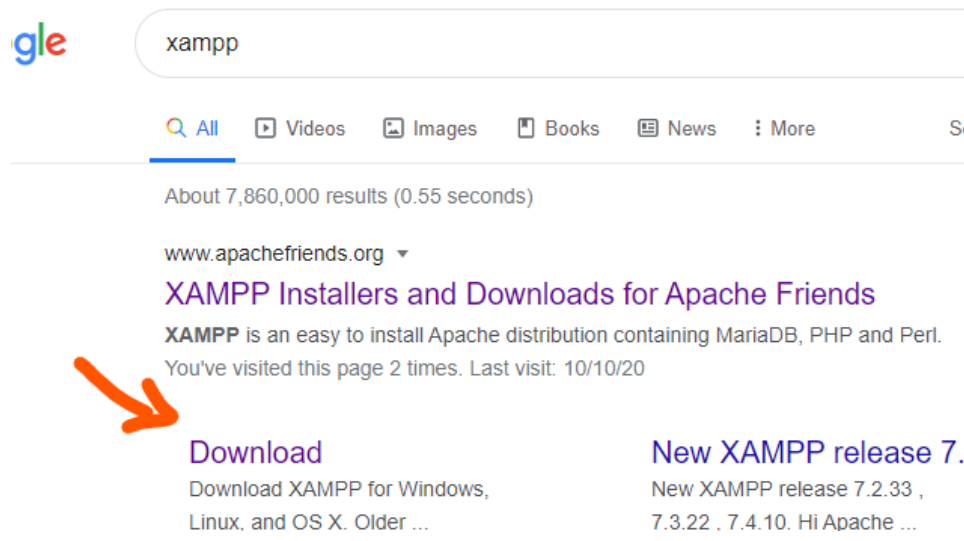 gle
xampp
All Videos Images Books News More
About 7,860,000 results (0.55 seconds)
www.apachefriends.org
XAMPP Installers and Downloads for Apache Friends
XAMPP is an easy to install Apache distribution containing MariaDB, PHP and Perl.
You've visited this page 2 times. Last visit: 10/10/20
Download
Download XAMPP for Windows,
Linux, and OS X. Older ...
New XAMPP release 7.
New XAMPP release 7.2.33 ,
7.3.22 , 7.4.10. Hi Apache ...